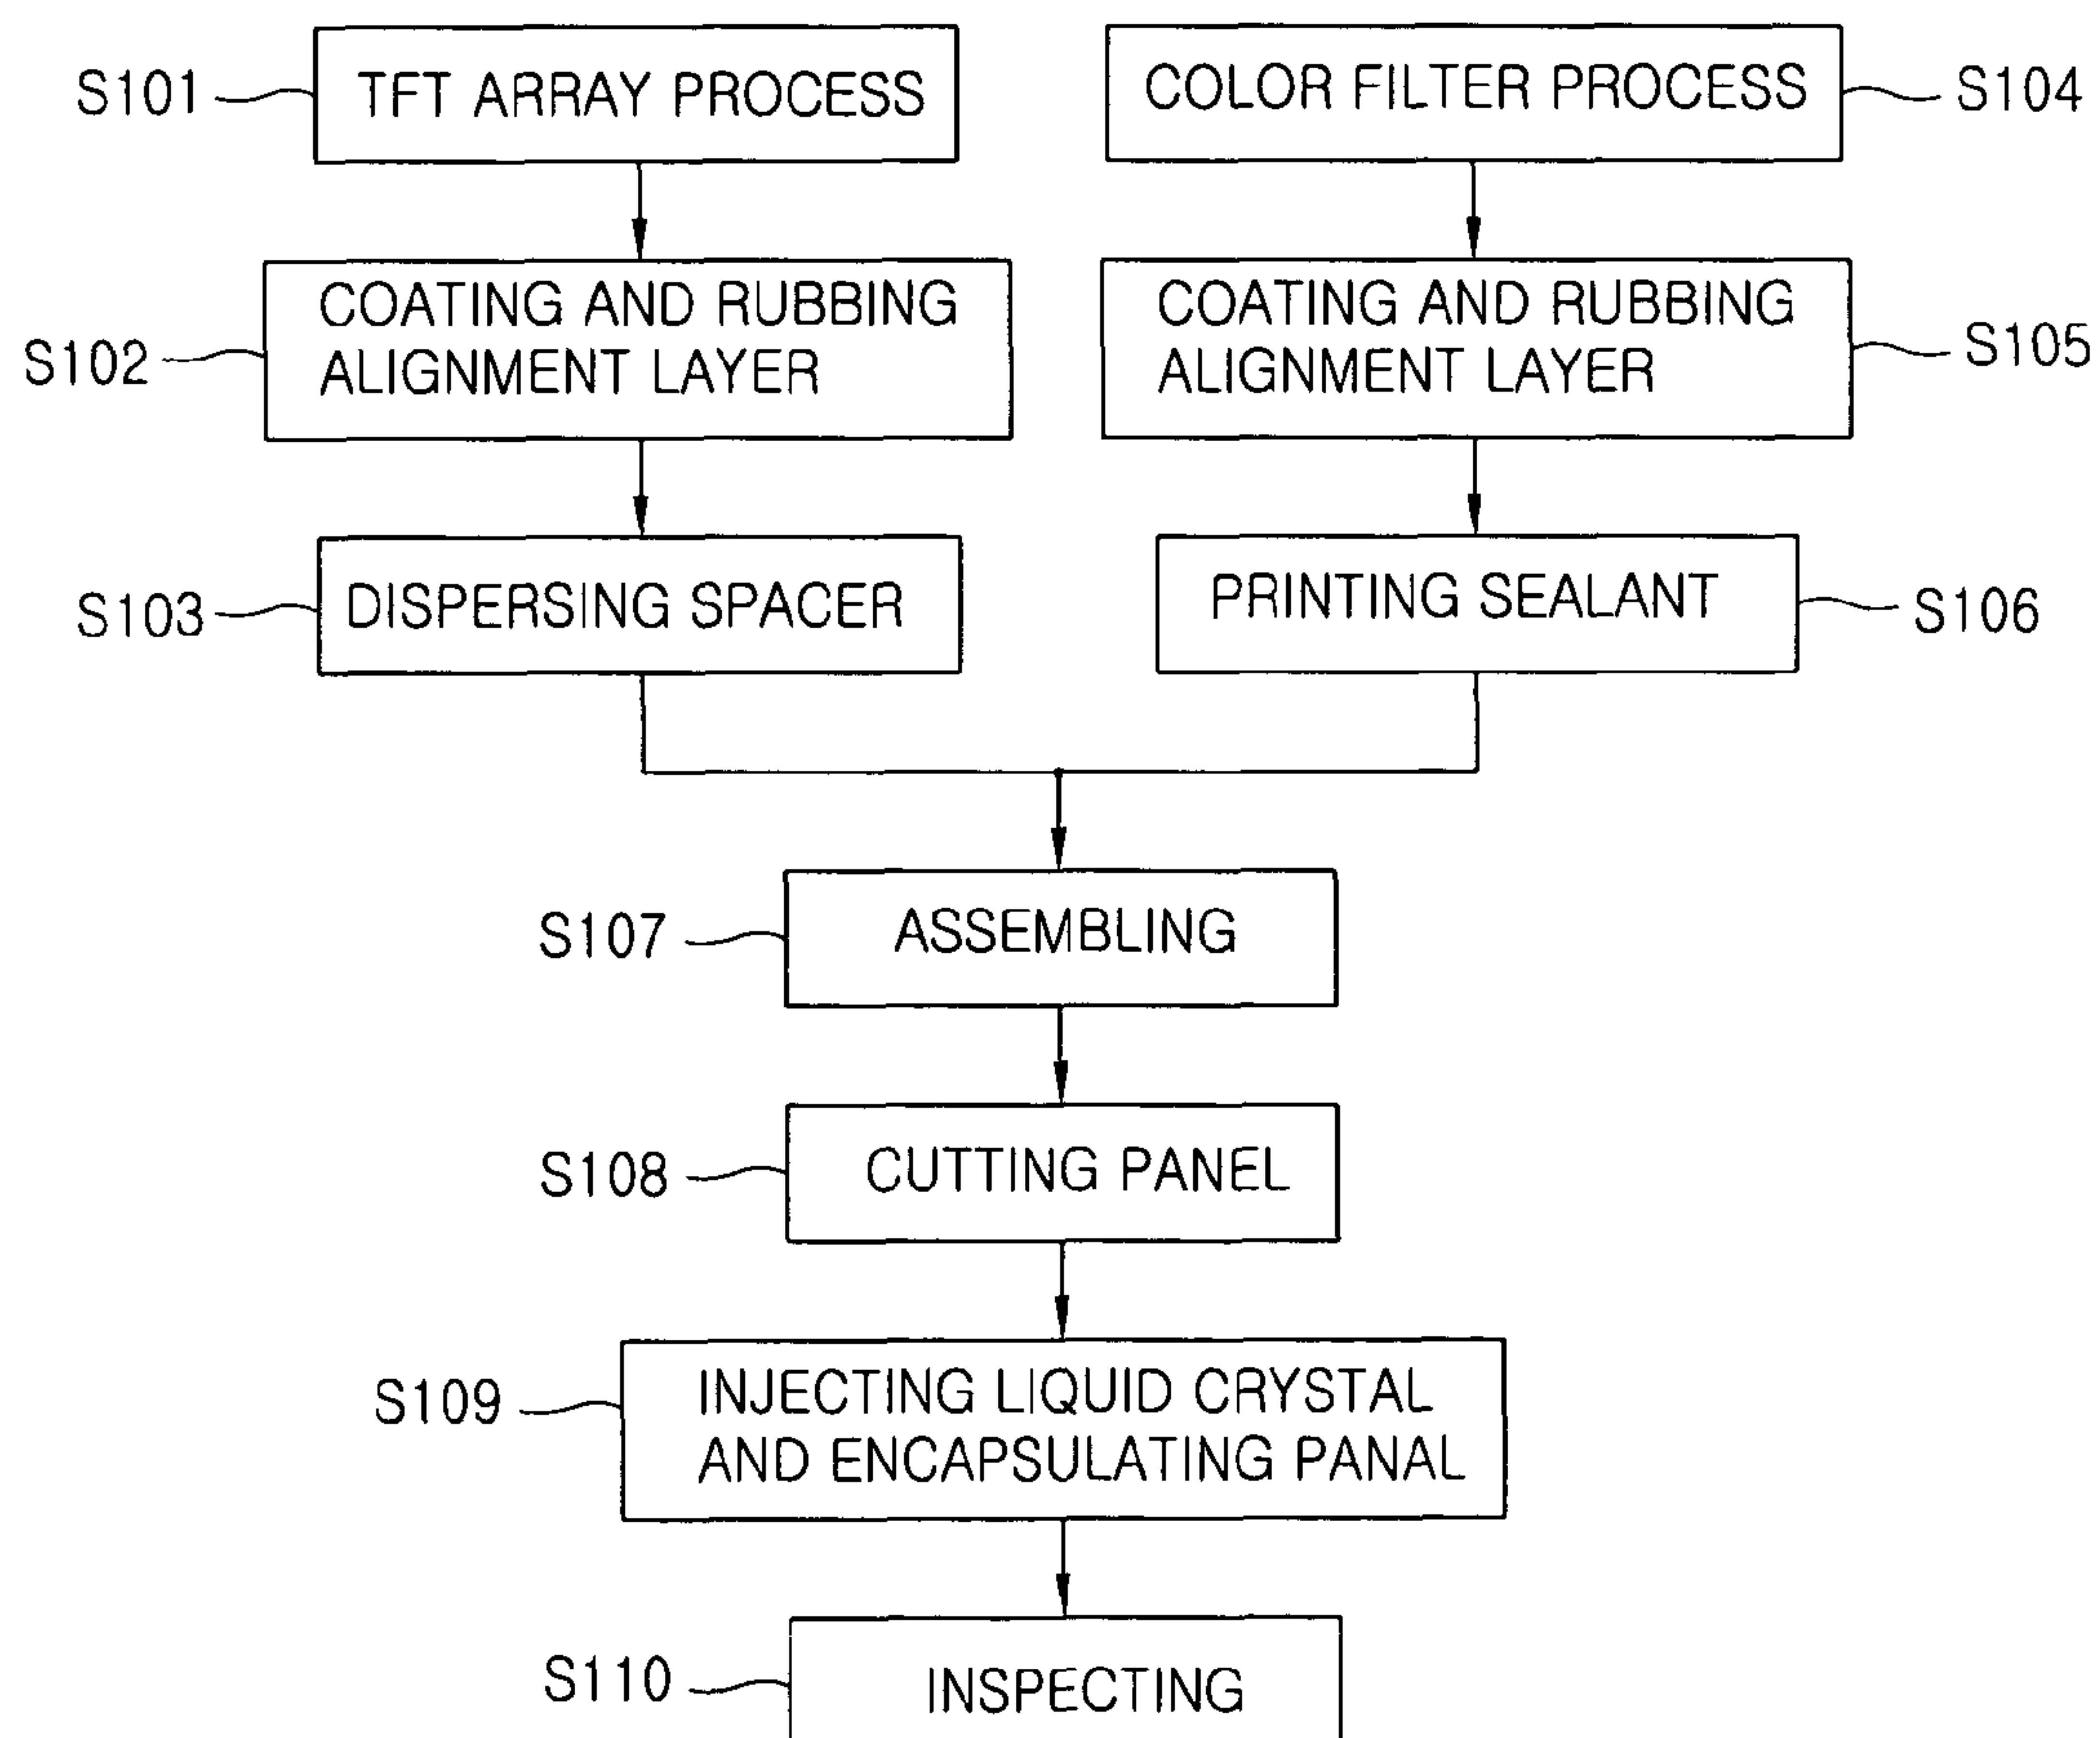 S101
TFT ARRAY PROCESS
COLOR FILTER PROCESS
S104
S102
COATING AND RUBBING
ALIGNMENT LAYER
COATING AND RUBBING
ALIGNMENT LAYER
S105
S103
DISPERSING SPACER
PRINTING SEALANT
S106
S107
ASSEMBLING
S108
CUTTING PANEL
S109
INJECTING LIQUID CRYSTAL
AND ENCAPSULATING PANAL
S110
INSPECTING